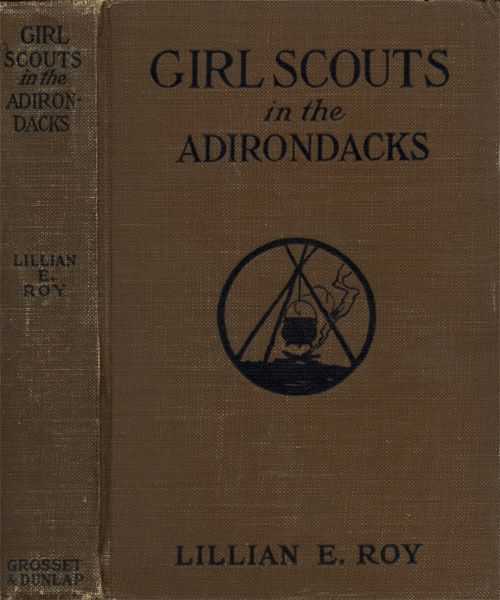 GIRL
SCOUTS
in the
ADIRON-
DACKS
LILLIAN
E.
ROY
GROSSET
& DUNLAP
GIRL SCOUTS
in the
ADIRONDACKS
LILLIAN E. ROY